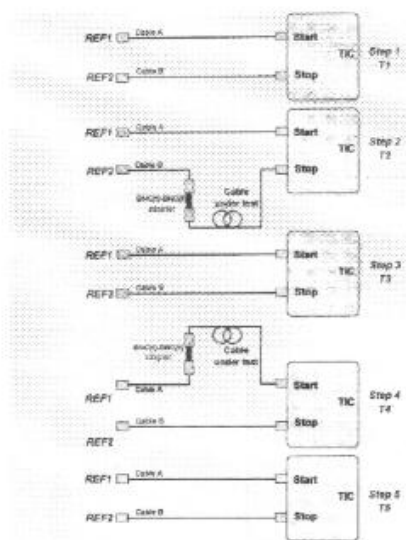 REF1 Cable A Start Step 1
TIC T1
REF2 Cable B Stop
REF1 Cable A Start Step 2
TIC T2
REF2 Cable B Stop
adapter Cable under test
REF1 Cable A Start Step 3
TIC T3
REF2 Cable B Stop
adapter Cable under test
REF1 Cable A Start Step 4
TIC T4
REF2 Cable B Stop
REF1 Cable A Start Step 5
TIC T5
REF2 Cable B Stop